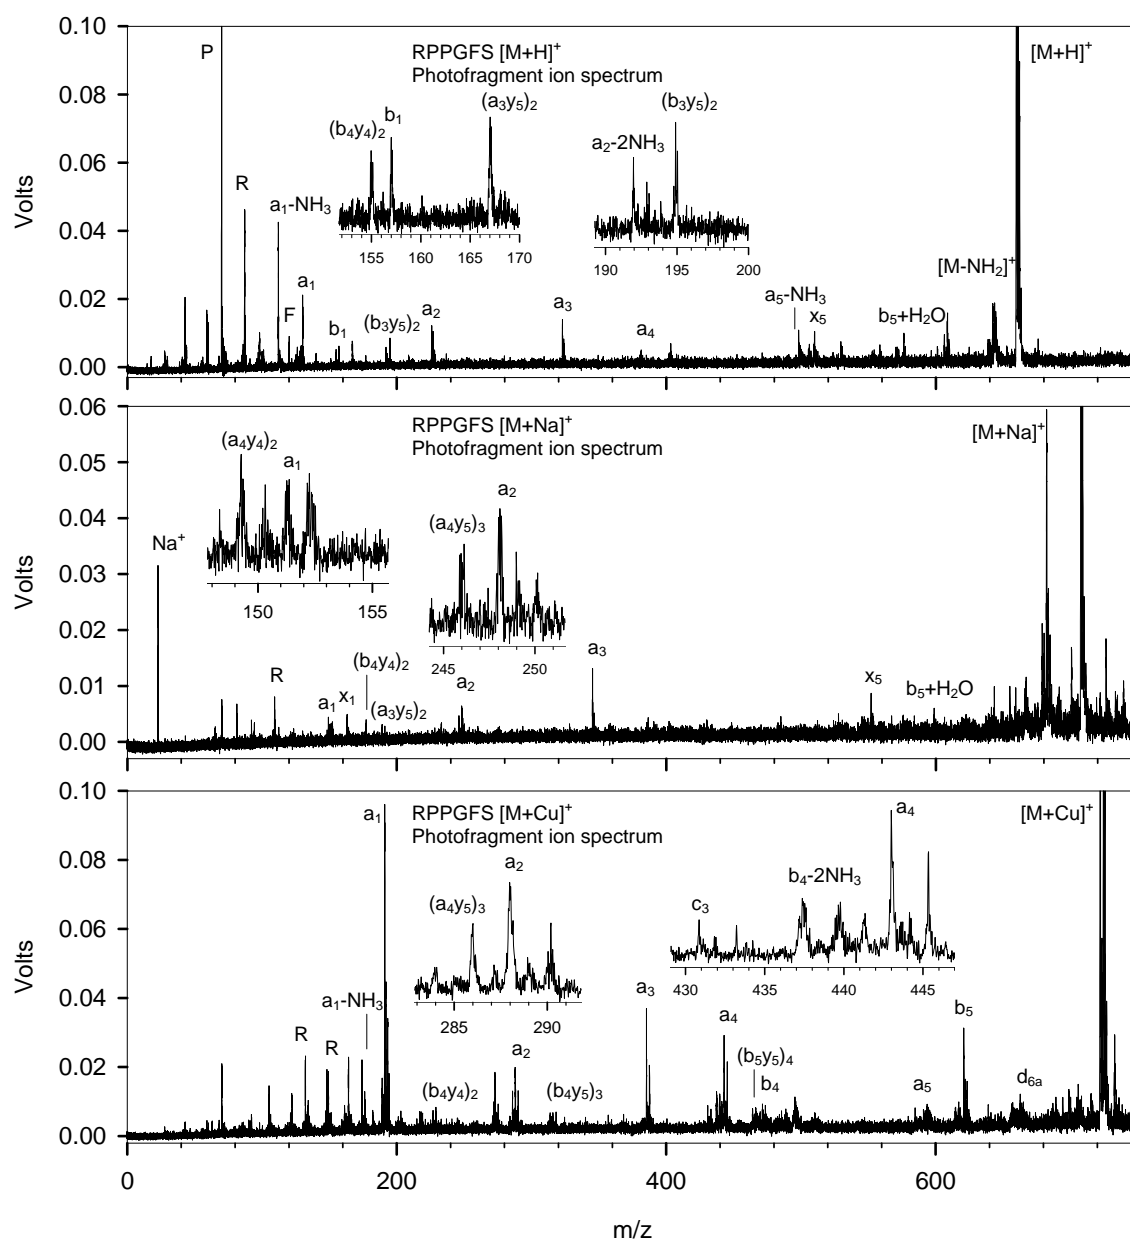 0.10
0.08
0.06
0.04
0.02
0.00
Volts
RPPGFS [M+H]⁺
Photofragment ion spectrum
[M+H]⁺
P
R
a₁-NH₃
F
a₁
b₁
(b₃y₅)₂
a₂
a₃
a₄
a₅-NH₃
x₅
b₅+H₂O
[M-NH₂]⁺
(b₄y₄)₂
b₁
(a₃y₅)₂
155 160 165 170
a₂-2NH₃
(b₃y₅)₂
190 195 200
0.06
0.05
0.04
0.03
0.02
0.01
0.00
Volts
RPPGFS [M+Na]⁺
Photofragment ion spectrum
[M+Na]⁺
Na⁺
R
a₁
x₁
(b₄y₄)₂
(a₃y₅)₂
a₂
a₃
x₅
b₅+H₂O
(a₄y₄)₂
a₁
150 155
(a₄y₅)₃
a₂
245 250
0.10
0.08
0.06
0.04
0.02
0.00
Volts
RPPGFS [M+Cu]⁺
Photofragment ion spectrum
[M+Cu]⁺
R
R
a₁-NH₃
a₁
(b₄y₄)₂
a₂
(b₄y₅)₃
a₃
a₄
(b₅y₅)₄
b₄
a₅
b₅
d₆ₐ
(a₄y₅)₃
a₂
285 290
c₃
b₄-2NH₃
a₄
430 435 440 445
0 200 400 600
m/z